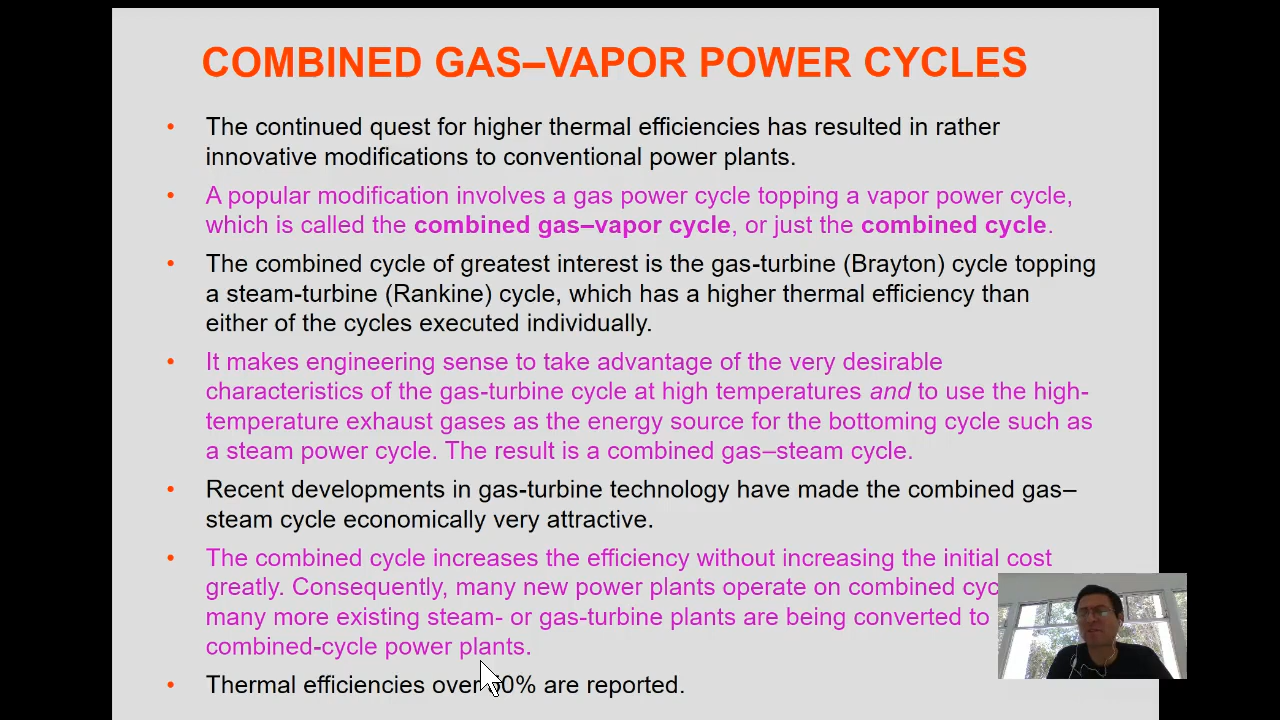 COMBINED GAS–VAPOR POWER CYCLES
• The continued quest for higher thermal efficiencies has resulted in rather
innovative modifications to conventional power plants.
• A popular modification involves a gas power cycle topping a vapor power cycle,
which is called the combined gas–vapor cycle, or just the combined cycle.
• The combined cycle of greatest interest is the gas-turbine (Brayton) cycle topping
a steam-turbine (Rankine) cycle, which has a higher thermal efficiency than
either of the cycles executed individually.
• It makes engineering sense to take advantage of the very desirable
characteristics of the gas-turbine cycle at high temperatures and to use the high-
temperature exhaust gases as the energy source for the bottoming cycle such as
a steam power cycle. The result is a combined gas–steam cycle.
• Recent developments in gas-turbine technology have made the combined gas–
steam cycle economically very attractive.
• The combined cycle increases the efficiency without increasing the initial cost
greatly. Consequently, many new power plants operate on combined
many more existing steam- or gas-turbine plants are being converted to
combined-cycle power plants.
• Thermal efficiencies over are reported.